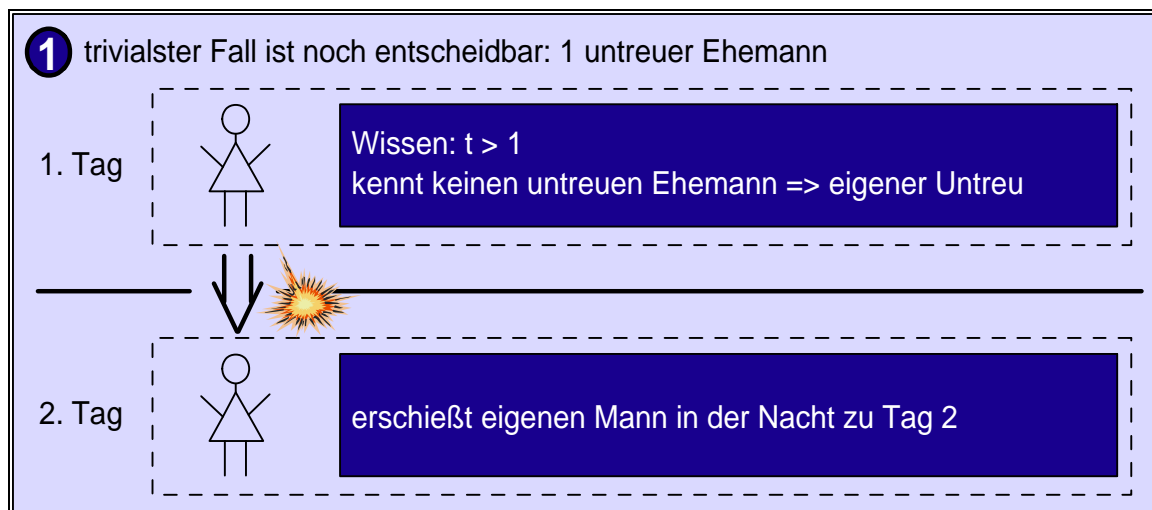 1 trivialster Fall ist noch entscheidbar: 1 untreuer Ehemann
1. Tag
Wissen: t > 1
kennt keinen untreuen Ehemann => eigener Untreu
2. Tag
erschießt eigenen Mann in der Nacht zu Tag 2